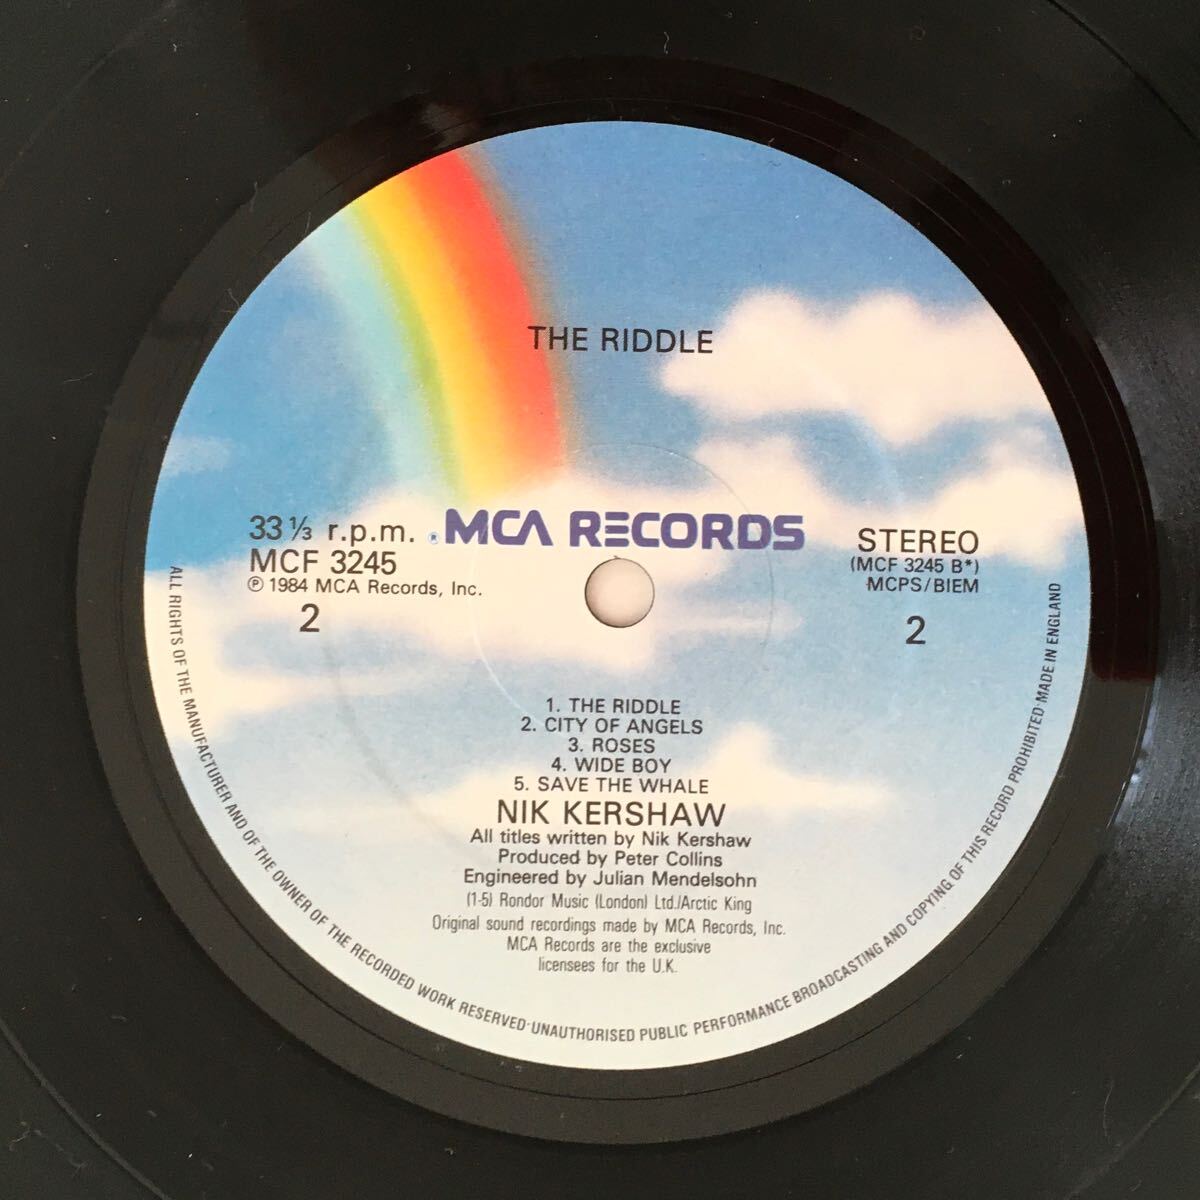 THE RIDDLE
MCA RECORDS
®
33 ⅓ r.p.m.
MCF 3245
℗ 1984 MCA Records, Inc.
2
STEREO
(MCF 3245 B*)
MCPS/BIEM
2
1. THE RIDDLE
2. CITY OF ANGELS
3. ROSES
4. WIDE BOY
5. SAVE THE WHALE
NIK KERSHAW
All titles written by Nik Kershaw
Produced by Peter Collins
Engineered by Julian Mendelsohn
(1-5) Rondor Music (London) Ltd./Arctic King
Original sound recordings made by MCA Records, Inc.
MCA Records are the exclusive
licensees for the U.K.
ALL RIGHTS OF THE MANUFACTURER AND OF THE OWNER OF THE RECORDED WORK RESERVED·UNAUTHORISED PUBLIC PERFORMANCE BROADCASTING AND COPYING OF THIS RECORD PROHIBITED·MADE IN ENGLAND